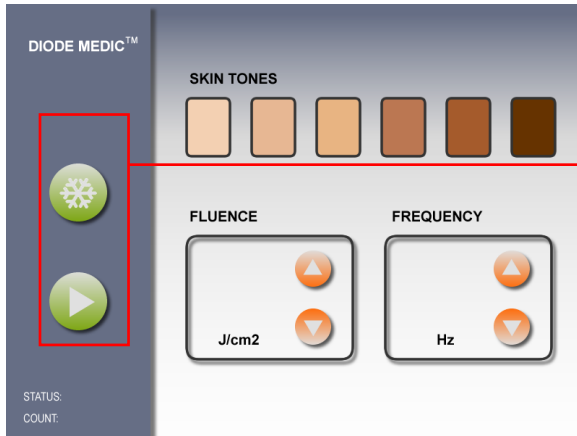 DIODE MEDIC™
SKIN TONES
FLUENCE
FREQUENCY
J/cm2
Hz
STATUS:
COUNT: